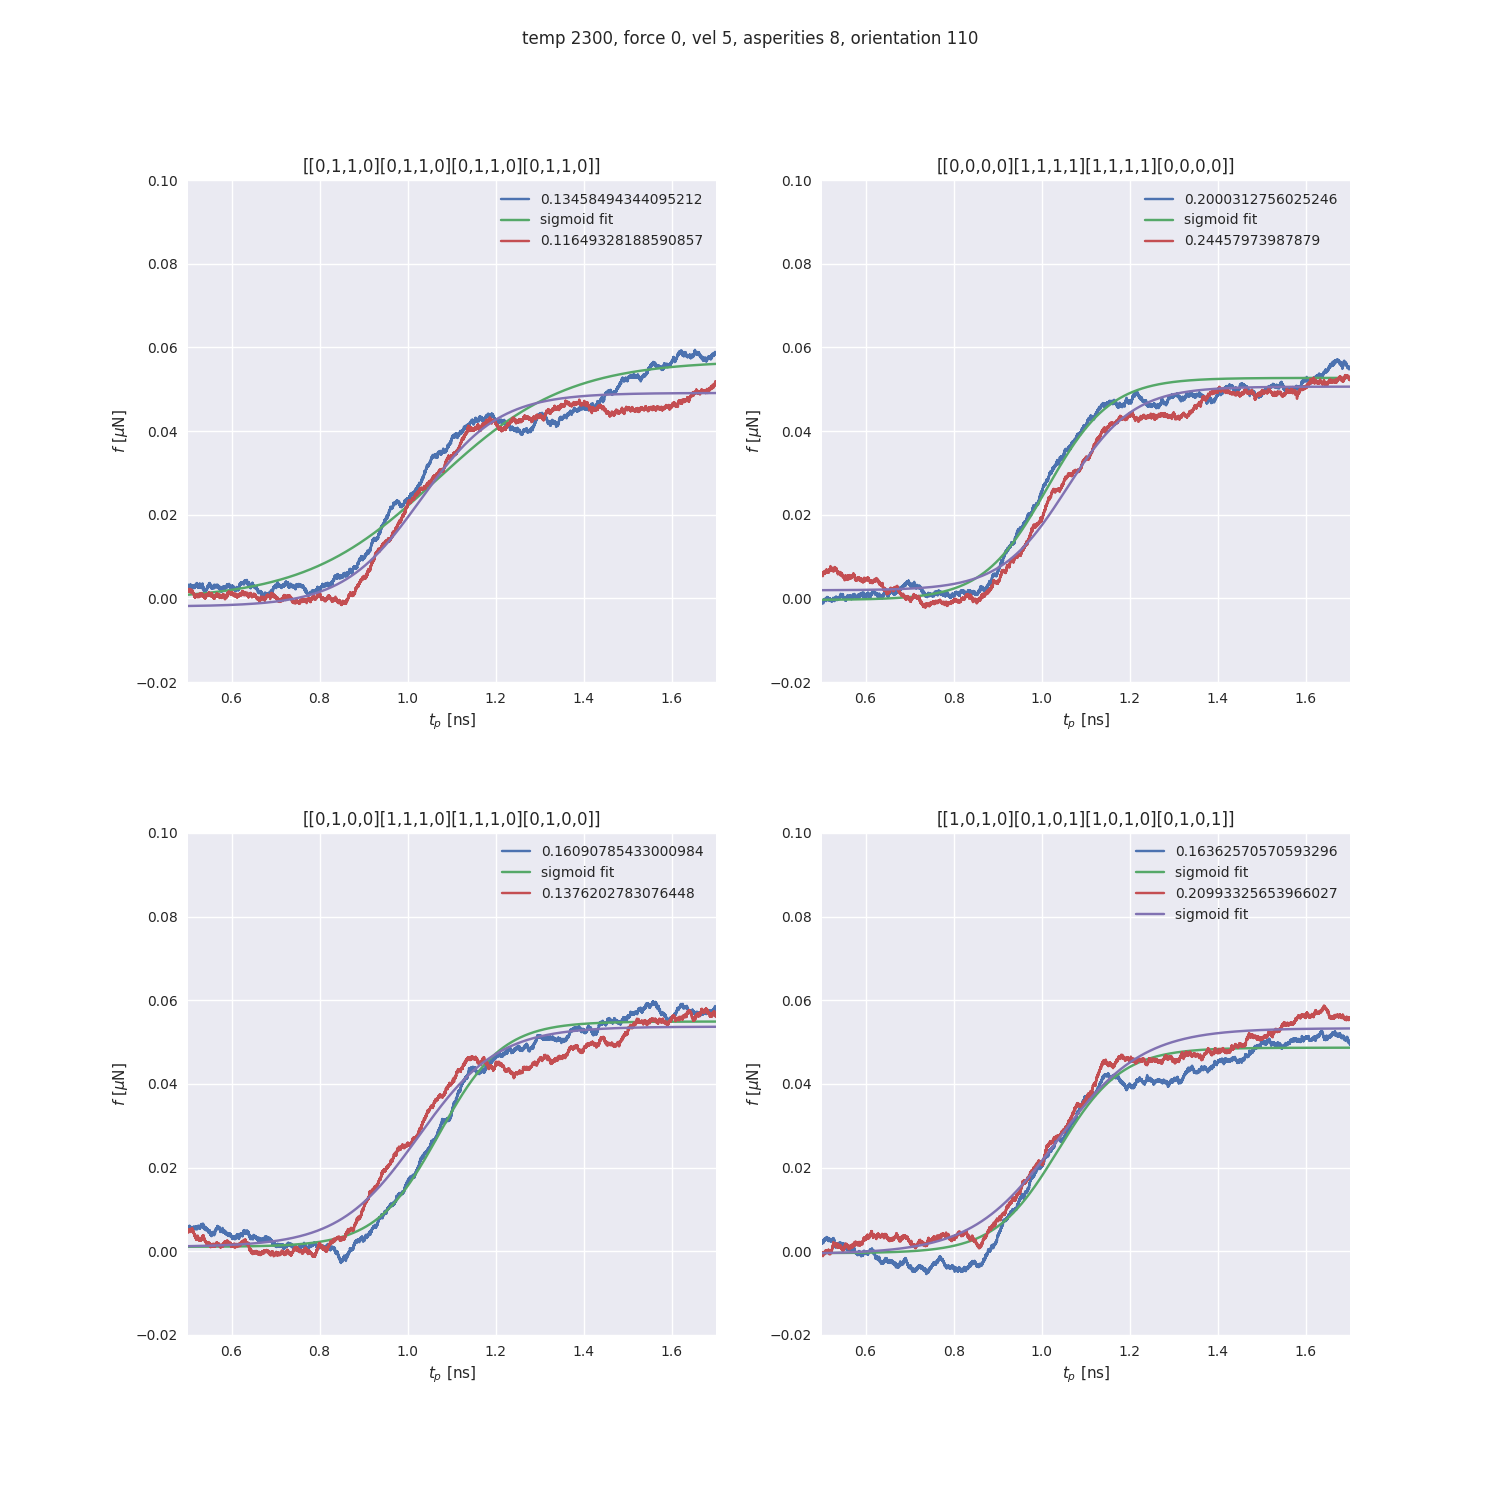 temp 2300, force 0, vel 5, asperities 8, orientation 110
[[0,1,1,0][0,1,1,0][0,1,1,0][0,1,1,0]]
0.13458494344095212
sigmoid fit
0.11649328188590857
0.10
0.08
0.06
0.04
0.02
0.00
−0.02
f [μN]
0.6 0.8 1.0 1.2 1.4 1.6
t_p [ns]
[[0,0,0,0][1,1,1,1][1,1,1,1][0,0,0,0]]
0.2000312756025246
sigmoid fit
0.24457973987879
0.10
0.08
0.06
0.04
0.02
0.00
−0.02
f [μN]
0.6 0.8 1.0 1.2 1.4 1.6
t_p [ns]
[[0,1,0,0][1,1,1,0][1,1,1,0][0,1,0,0]]
0.16090785433000984
sigmoid fit
0.1376202783076448
0.10
0.08
0.06
0.04
0.02
0.00
−0.02
f [μN]
0.6 0.8 1.0 1.2 1.4 1.6
t_p [ns]
[[1,0,1,0][0,1,0,1][1,0,1,0][0,1,0,1]]
0.16362570570593296
sigmoid fit
0.20993325653966027
sigmoid fit
0.10
0.08
0.06
0.04
0.02
0.00
−0.02
f [μN]
0.6 0.8 1.0 1.2 1.4 1.6
t_p [ns]